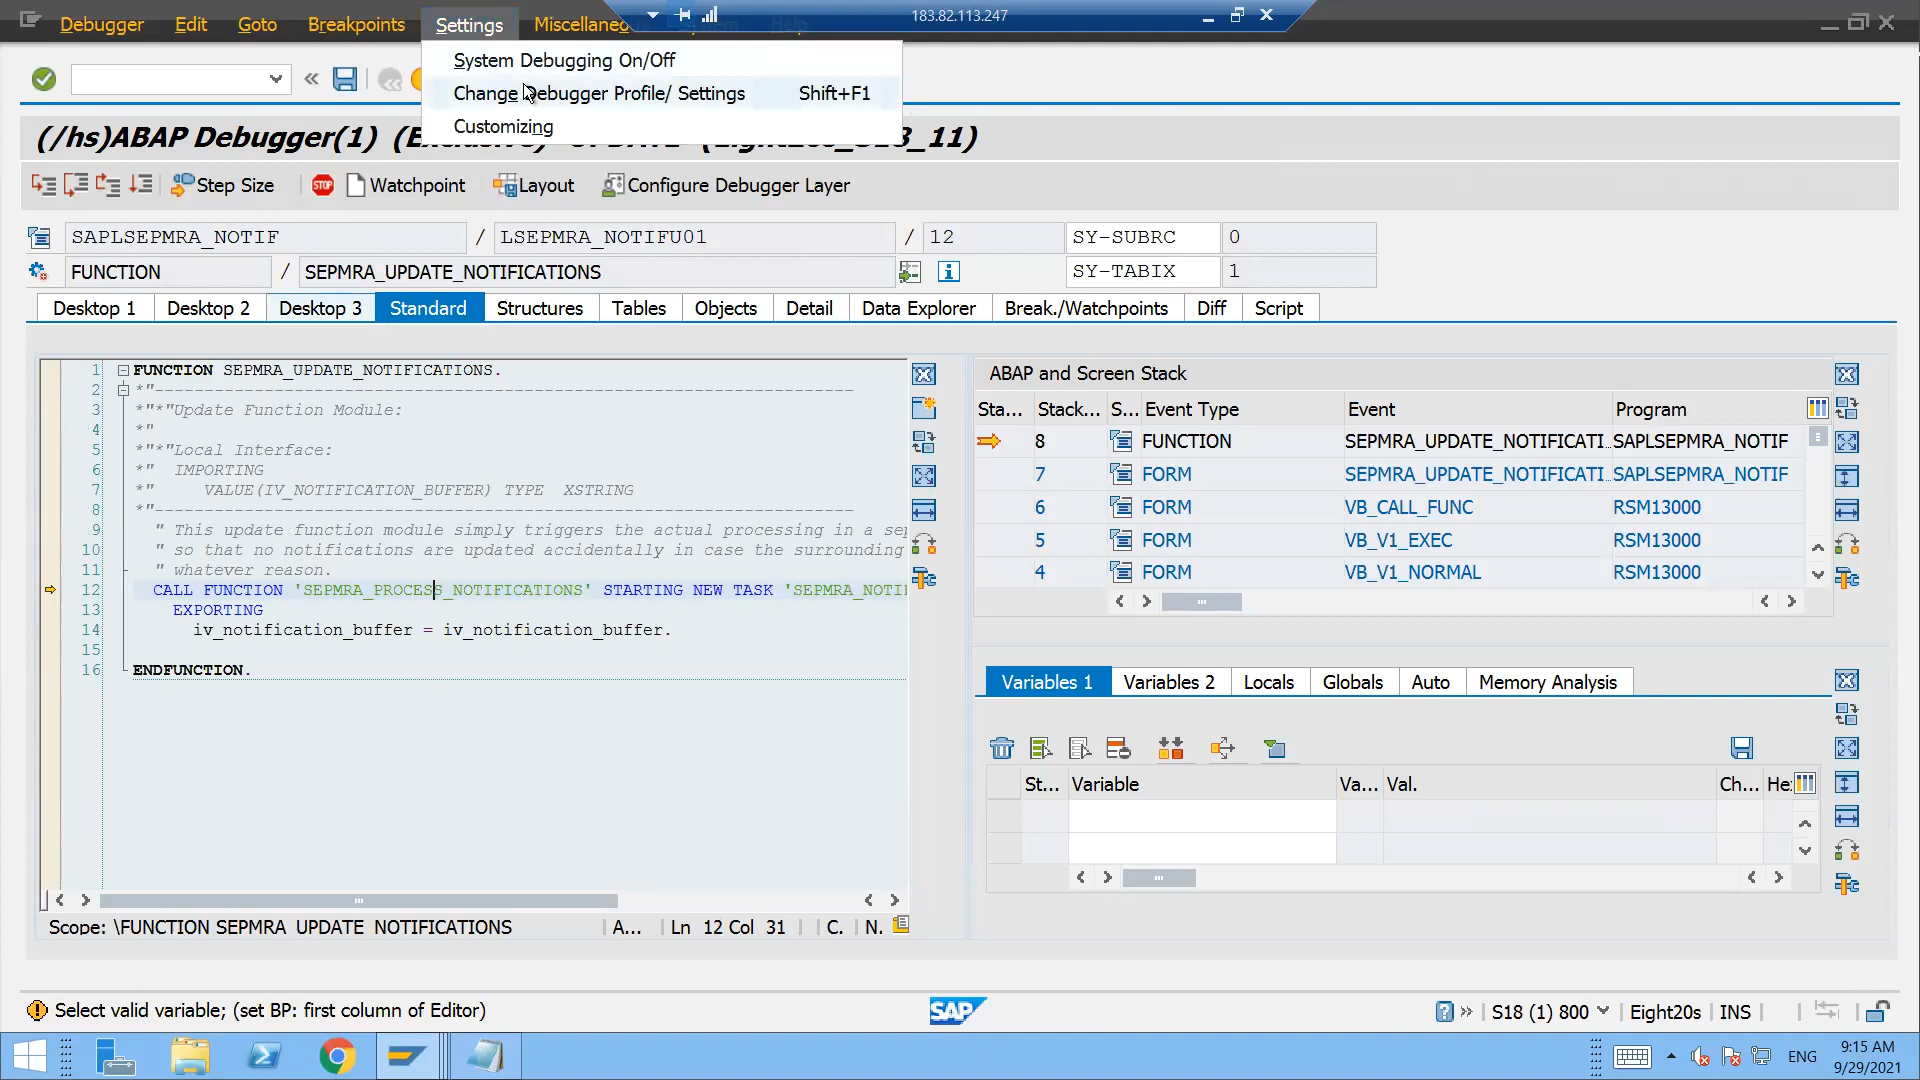 Debugger Edit Goto Breakpoints Settings Miscellaneou 183.82.113.247
System Debugging On/Off
Change Debugger Profile/ Settings Shift+F1
Customizing
(/hs)ABAP Debugger(1)
Step Size STOP Watchpoint Layout Configure Debugger Layer
SAPLSEPMRA_NOTIF / LSEPMRA_NOTIFU01 / 12 SY-SUBRC 0
FUNCTION / SEPMRA_UPDATE_NOTIFICATIONS SY-TABIX 1
Desktop 1 Desktop 2 Desktop 3 Standard Structures Tables Objects Detail Data Explorer Break./Watchpoints Diff Script
1 FUNCTION SEPMRA_UPDATE_NOTIFICATIONS.
2 *"----------------------------------------------------------------------
3 *"*"Update Function Module:
4 *"
5 *"*"Local Interface:
6 *" IMPORTING
7 *" VALUE(IV_NOTIFICATION_BUFFER) TYPE XSTRING
8 *"----------------------------------------------------------------------
9 " This update function module simply triggers the actual processing in a sep
10 " so that no notifications are updated accidentally in case the surrounding
11 " whatever reason.
12 CALL FUNCTION 'SEPMRA_PROCESS_NOTIFICATIONS' STARTING NEW TASK 'SEPMRA_NOTI
13 EXPORTING
14 iv_notification_buffer = iv_notification_buffer.
15
16 ENDFUNCTION.
Scope: \FUNCTION SEPMRA_UPDATE_NOTIFICATIONS A... Ln 12 Col 31 C. N.
ABAP and Screen Stack
Sta... Stack... S... Event Type Event Program
8 FUNCTION SEPMRA_UPDATE_NOTIFICATI... SAPLSEPMRA_NOTIF
7 FORM SEPMRA_UPDATE_NOTIFICATI... SAPLSEPMRA_NOTIF
6 FORM VB_CALL_FUNC RSM13000
5 FORM VB_V1_EXEC RSM13000
4 FORM VB_V1_NORMAL RSM13000
Variables 1 Variables 2 Locals Globals Auto Memory Analysis
St... Variable Va... Val. Ch... He
Select valid variable; (set BP: first column of Editor) SAP S18 (1) 800 Eight20s INS
ENG 9:15 AM
9/29/2021